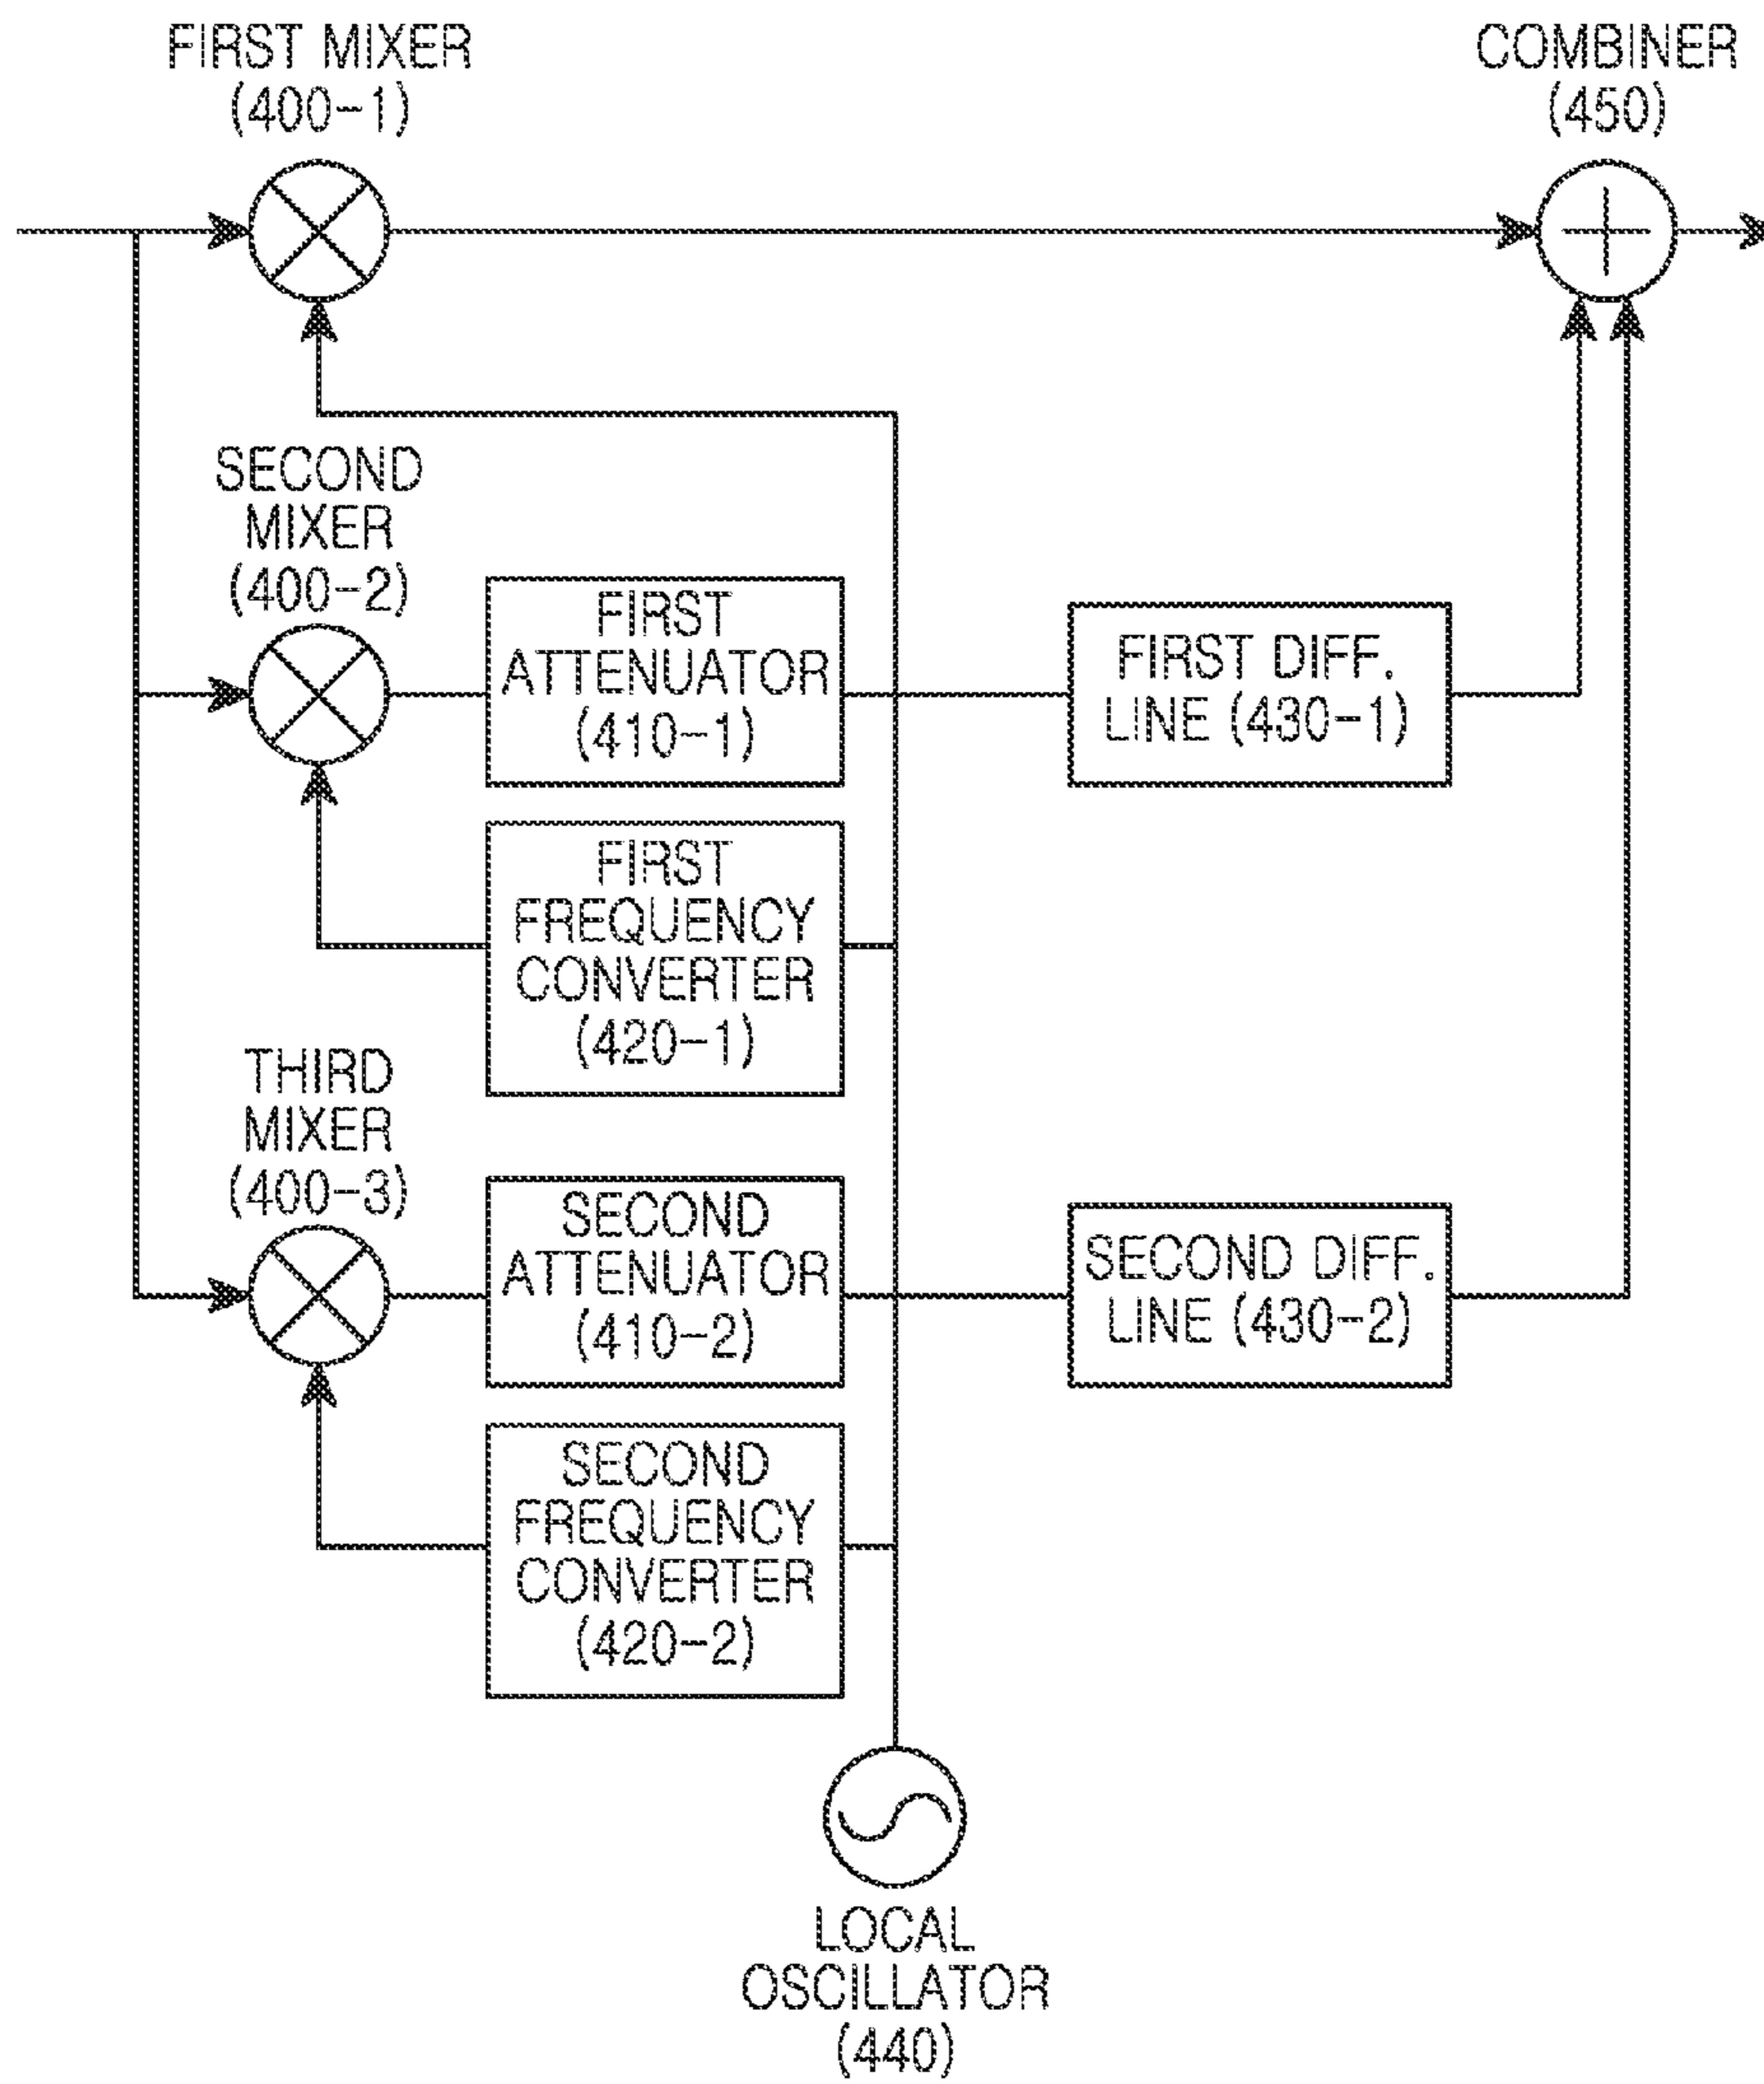 FIRST MIXER
(400-1)
COMBINER
(450)
SECOND
MIXER
(400-2)
FIRST
ATTENUATOR
(410-1)
FIRST DIFF.
LINE (430-1)
FIRST
FREQUENCY
CONVERTER
(420-1)
THIRD
MIXER
(400-3)
SECOND
ATTENUATOR
(410-2)
SECOND DIFF.
LINE (430-2)
SECOND
FREQUENCY
CONVERTER
(420-2)
LOCAL
OSCILLATOR
(440)